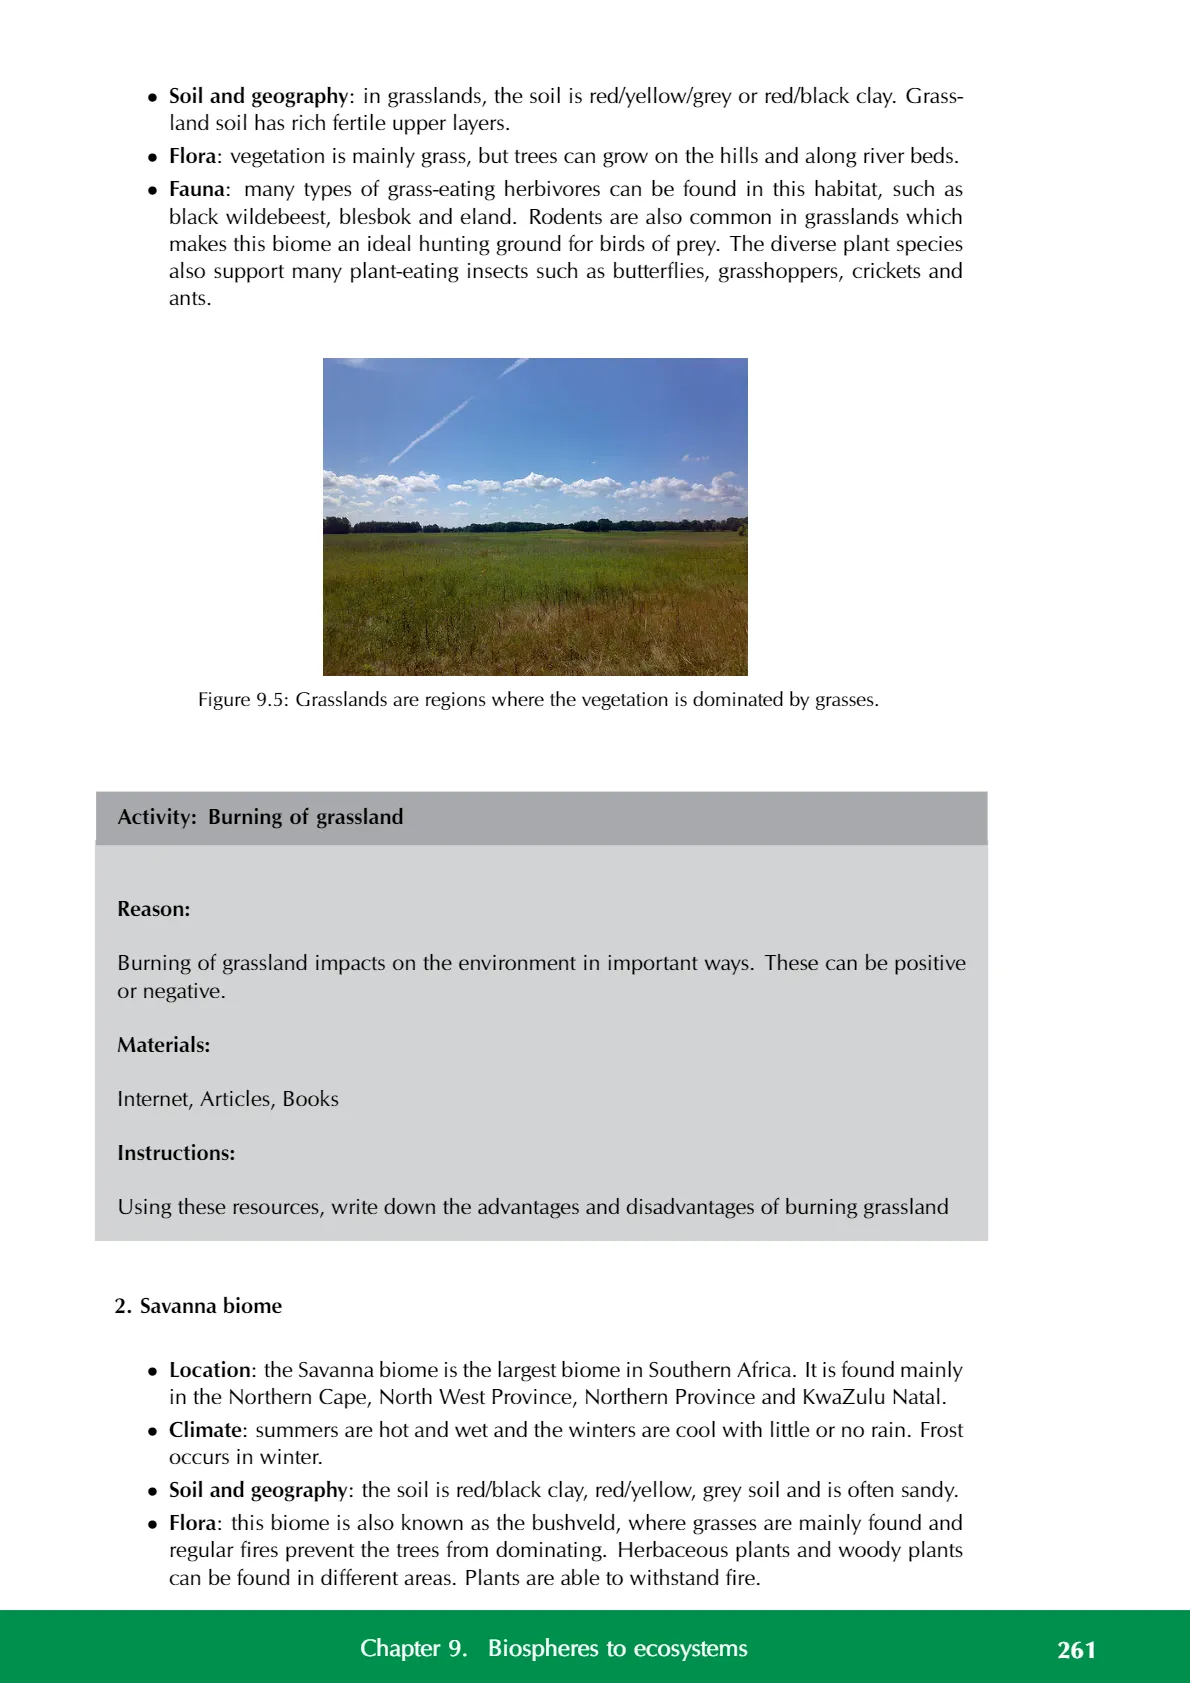 • Soil and geography: in grasslands, the soil is red/yellow/grey or red/black clay. Grass-
land soil has rich fertile upper layers.
• Flora: vegetation is mainly grass, but trees can grow on the hills and along river beds.
• Fauna: many types of grass-eating herbivores can be found in this habitat, such as
black wildebeest, blesbok and eland. Rodents are also common in grasslands which
makes this biome an ideal hunting ground for birds of prey. The diverse plant species
also support many plant-eating insects such as butterflies, grasshoppers, crickets and
ants.
Figure 9.5: Grasslands are regions where the vegetation is dominated by grasses.
Activity: Burning of grassland
Reason:
Burning of grassland impacts on the environment in important ways. These can be positive
or negative.
Materials:
Internet, Articles, Books
Instructions:
Using these resources, write down the advantages and disadvantages of burning grassland
2. Savanna biome
• Location: the Savanna biome is the largest biome in Southern Africa. It is found mainly
in the Northern Cape, North West Province, Northern Province and KwaZulu Natal.
• Climate: summers are hot and wet and the winters are cool with little or no rain. Frost
occurs in winter.
• Soil and geography: the soil is red/black clay, red/yellow, grey soil and is often sandy.
• Flora: this biome is also known as the bushveld, where grasses are mainly found and
regular fires prevent the trees from dominating. Herbaceous plants and woody plants
can be found in different areas. Plants are able to withstand fire.
Chapter 9. Biospheres to ecosystems 261